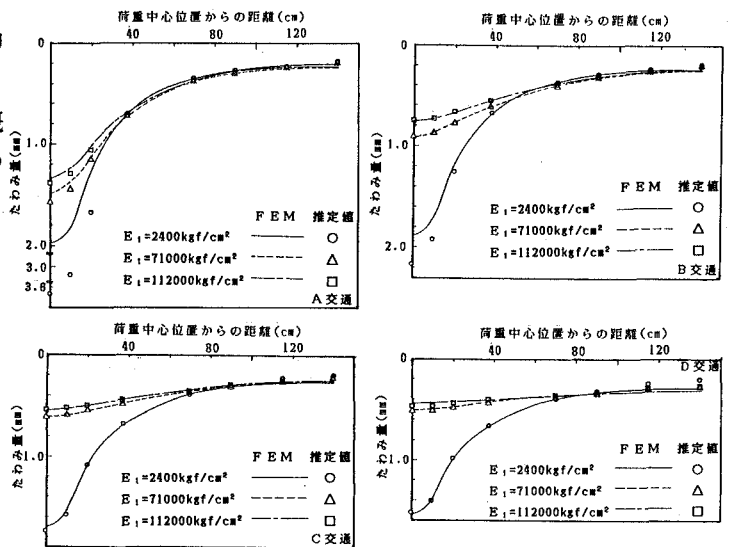 荷重中心位置からの距離(cm)
0 40 80 120
0
1.0
2.0
3.0
3.6
たわみ量(mm)
FEM 推定値
E₁=2400kgf/cm² ○
E₁=71000kgf/cm² △
E₁=112000kgf/cm² □
A交通
荷重中心位置からの距離(cm)
0 40 80 120
0
1.0
2.0
たわみ量(mm)
FEM 推定値
E₁=2400kgf/cm² ○
E₁=71000kgf/cm² △
E₁=112000kgf/cm² □
B交通
荷重中心位置からの距離(cm)
0 40 80 120
0
1.0
たわみ量(mm)
FEM 推定値
E₁=2400kgf/cm² ○
E₁=71000kgf/cm² △
E₁=112000kgf/cm² □
C交通
荷重中心位置からの距離(cm)
0 40 80 120
D交通
0
1.0
たわみ量(mm)
FEM 推定値
E₁=2400kgf/cm² ○
E₁=71000kgf/cm² △
E₁=112000kgf/cm² □